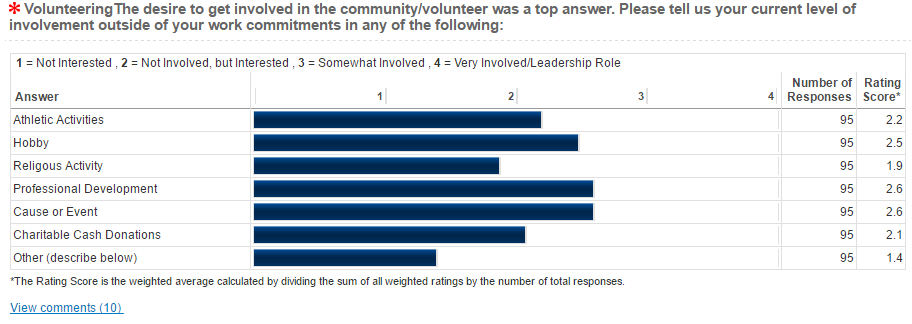 * VolunteeringThe desire to get involved in the community/volunteer was a top answer. Please tell us your current level of
involvement outside of your work commitments in any of the following:
1 = Not Interested , 2 = Not Involved, but Interested , 3 = Somewhat Involved , 4 = Very Involved/Leadership Role
Answer 1 2 3 4 Number of Responses Rating Score*
Athletic Activities 95 2.2
Hobby 95 2.5
Religous Activity 95 1.9
Professional Development 95 2.6
Cause or Event 95 2.6
Charitable Cash Donations 95 2.1
Other (describe below) 95 1.4
*The Rating Score is the weighted average calculated by dividing the sum of all weighted ratings by the number of total responses.
View comments (10)